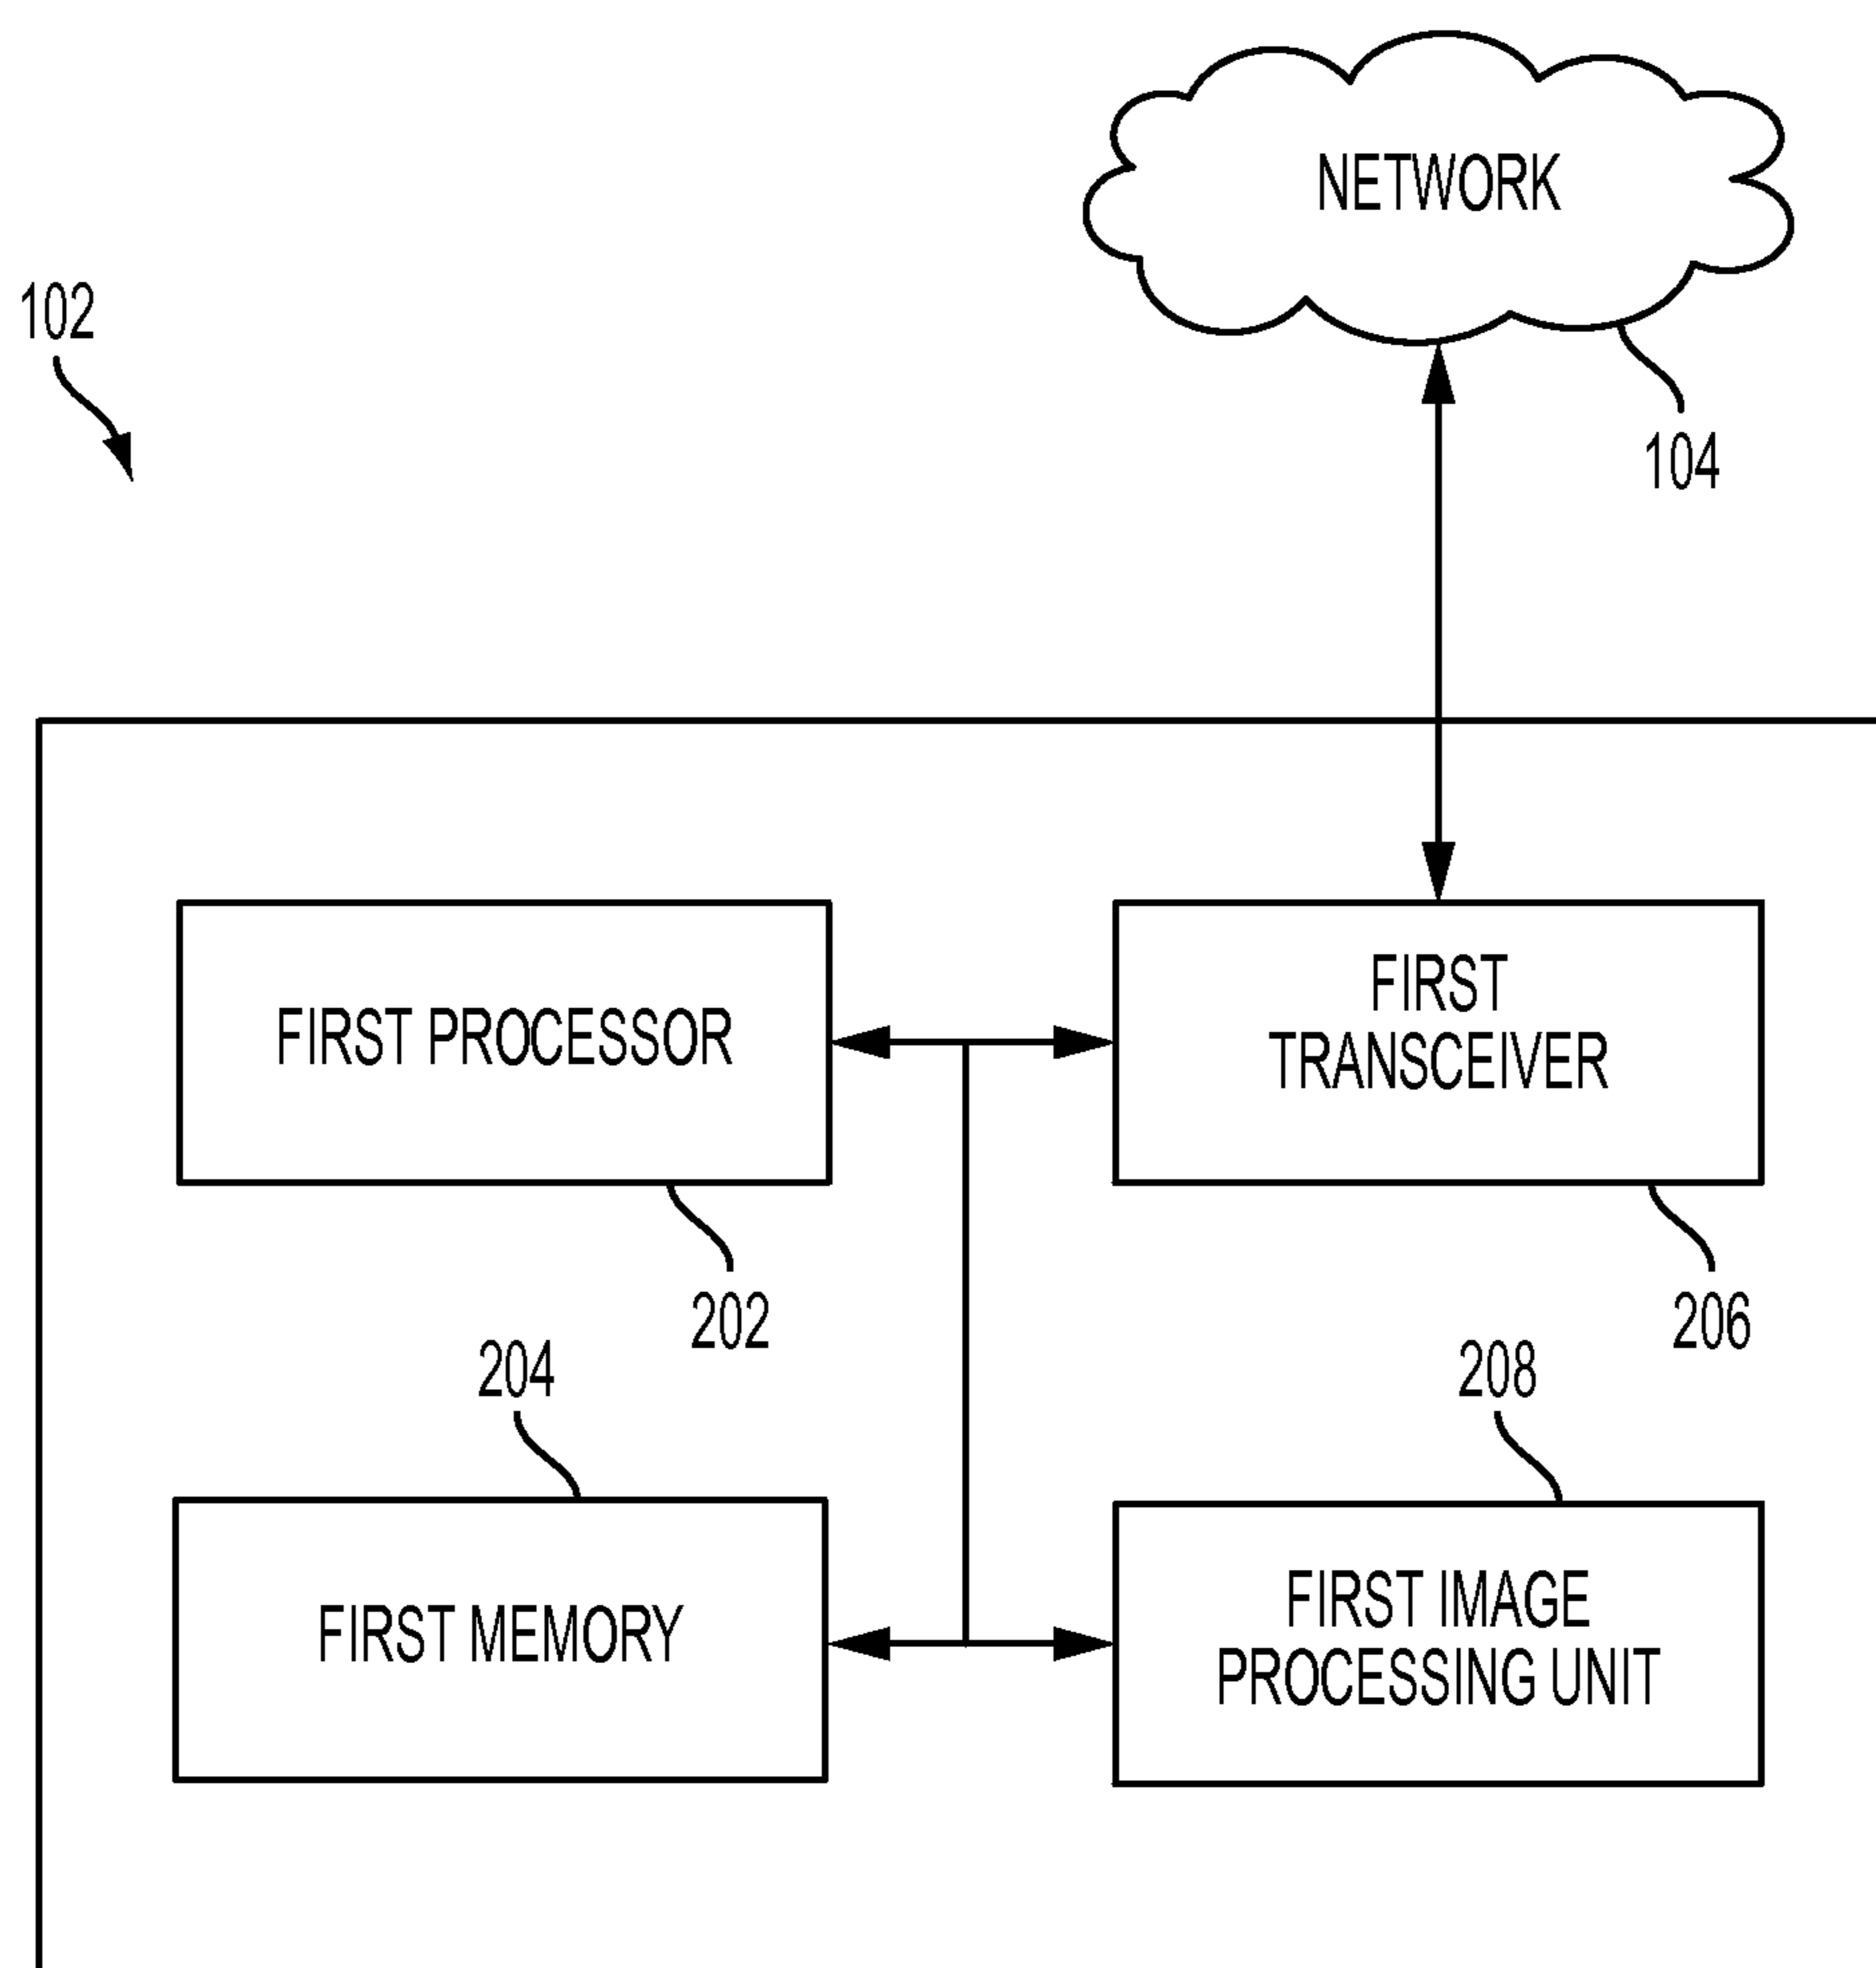 NETWORK
102
104
FIRST PROCESSOR
FIRST
TRANSCEIVER
202
206
204
208
FIRST MEMORY
FIRST IMAGE
PROCESSING UNIT